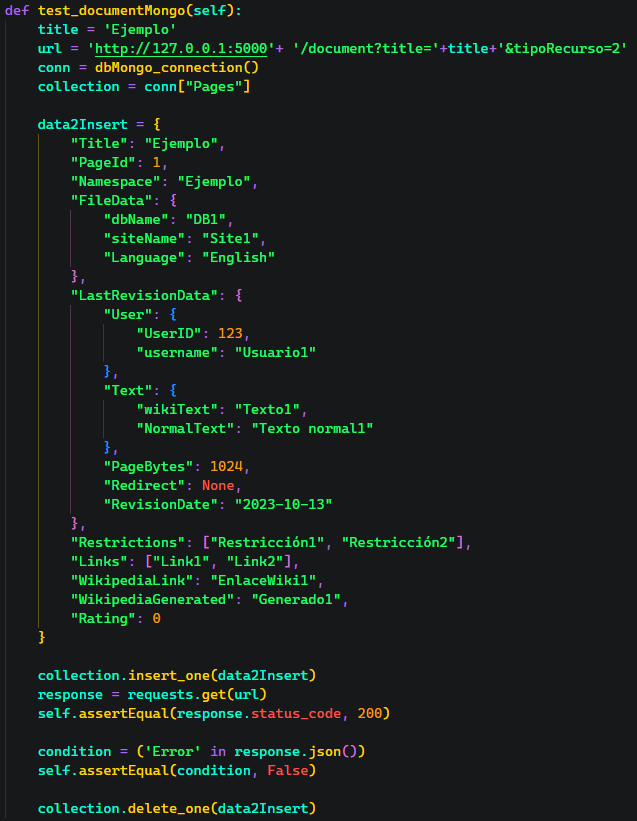 def test_documentMongo(self):
    title = 'Ejemplo'
    url = 'http://127.0.0.1:5000'+ '/document?title='+title+'&tipoRecurso=2'
    conn = dbMongo_connection()
    collection = conn["Pages"]

    data2Insert = {
        "Title": "Ejemplo",
        "PageId": 1,
        "Namespace": "Ejemplo",
        "FileData": {
            "dbName": "DB1",
            "siteName": "Site1",
            "Language": "English"
        },
        "LastRevisionData": {
            "User": {
                "UserID": 123,
                "username": "Usuario1"
            },
            "Text": {
                "wikiText": "Texto1",
                "NormalText": "Texto normal1"
            },
            "PageBytes": 1024,
            "Redirect": None,
            "RevisionDate": "2023-10-13"
        },
        "Restrictions": ["Restricción1", "Restricción2"],
        "Links": ["Link1", "Link2"],
        "WikipediaLink": "EnlaceWiki1",
        "WikipediaGenerated": "Generado1",
        "Rating": 0
    }

    collection.insert_one(data2Insert)
    response = requests.get(url)
    self.assertEqual(response.status_code, 200)

    condition = ('Error' in response.json())
    self.assertEqual(condition, False)

    collection.delete_one(data2Insert)